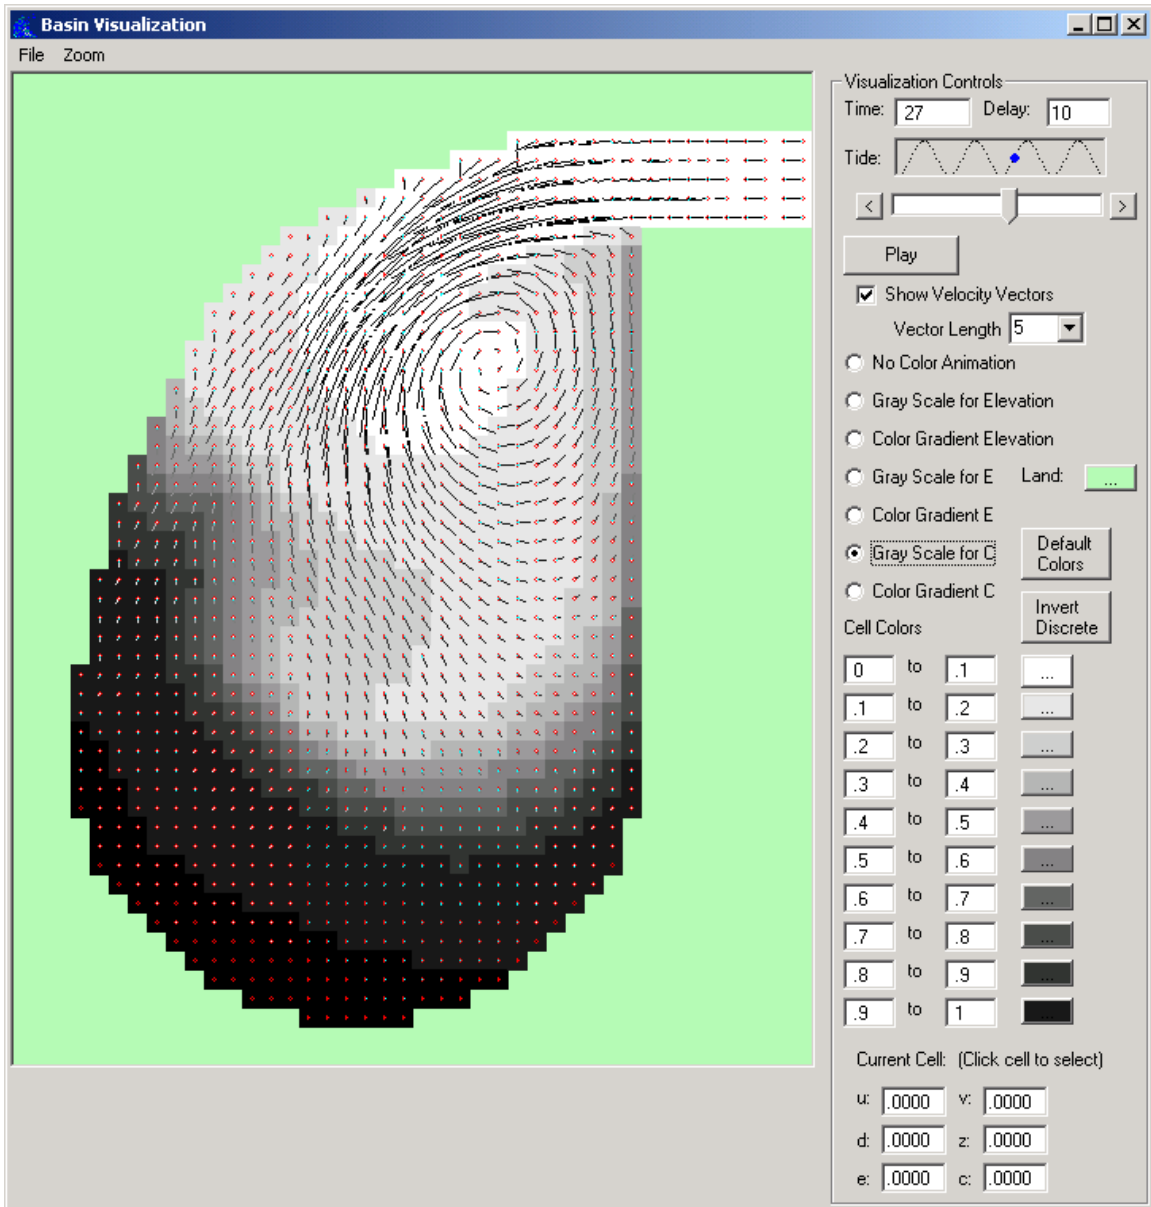 Basin Visualization
File Zoom
Visualization Controls
Time: 27 Delay: 10
Tide:
< >
Play
Show Velocity Vectors
Vector Length 5
No Color Animation
Gray Scale for Elevation
Color Gradient Elevation
Gray Scale for E Land: ...
Color Gradient E
Gray Scale for C Default Colors
Color Gradient C
Invert Discrete
Cell Colors
0 to .1 ...
.1 to .2 ...
.2 to .3 ...
.3 to .4 ...
.4 to .5 ...
.5 to .6 ...
.6 to .7 ...
.7 to .8 ...
.8 to .9 ...
.9 to 1 ...
Current Cell: (Click cell to select)
u: .0000 v: .0000
d: .0000 z: .0000
e: .0000 c: .0000